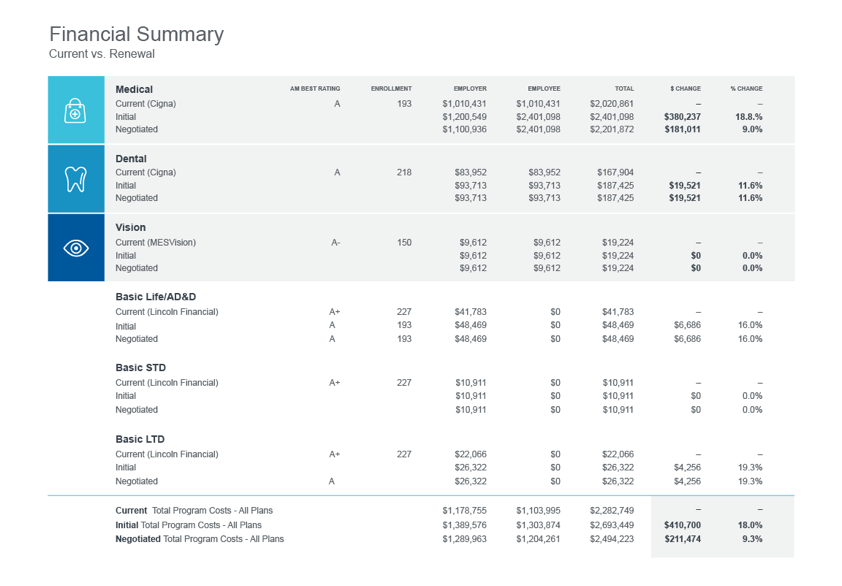 Financial Summary
Current vs. Renewal
Medical AM BEST RATING ENROLLMENT EMPLOYER EMPLOYEE TOTAL $ CHANGE % CHANGE
Current (Cigna) A 193 $1,010,431 $1,010,431 $2,020,861 – –
Initial $1,200,549 $2,401,098 $2,401,098 $380,237 18.8.%
Negotiated $1,100,936 $2,401,098 $2,201,872 $181,011 9.0%
Dental
Current (Cigna) A 218 $83,952 $83,952 $167,904 – –
Initial $93,713 $93,713 $187,425 $19,521 11.6%
Negotiated $93,713 $93,713 $187,425 $19,521 11.6%
Vision
Current (MESVision) A- 150 $9,612 $9,612 $19,224 – –
Initial $9,612 $9,612 $19,224 $0 0.0%
Negotiated $9,612 $9,612 $19,224 $0 0.0%
Basic Life/AD&D
Current (Lincoln Financial) A+ 227 $41,783 $0 $41,783 – –
Initial A 193 $48,469 $0 $48,469 $6,686 16.0%
Negotiated A 193 $48,469 $0 $48,469 $6,686 16.0%
Basic STD
Current (Lincoln Financial) A+ 227 $10,911 $0 $10,911 – –
Initial $10,911 $0 $10,911 $0 0.0%
Negotiated $10,911 $0 $10,911 $0 0.0%
Basic LTD
Current (Lincoln Financial) A+ 227 $22,066 $0 $22,066 – –
Initial $26,322 $0 $26,322 $4,256 19.3%
Negotiated A $26,322 $0 $26,322 $4,256 19.3%
Current Total Program Costs - All Plans $1,178,755 $1,103,995 $2,282,749 – –
Initial Total Program Costs - All Plans $1,389,576 $1,303,874 $2,693,449 $410,700 18.0%
Negotiated Total Program Costs - All Plans $1,289,963 $1,204,261 $2,494,223 $211,474 9.3%